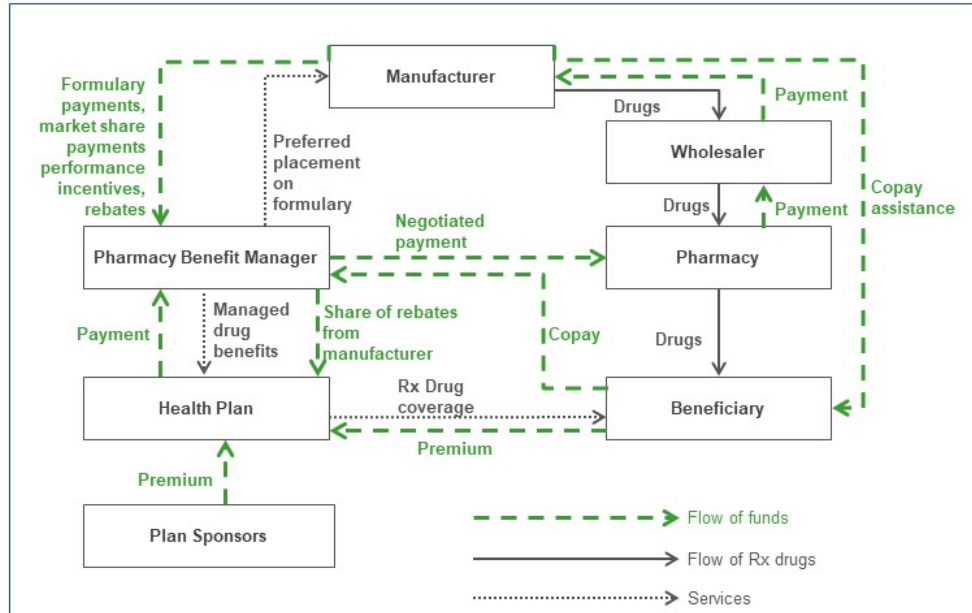 Manufacturer
Formulary
payments,
market share
payments
performance
incentives,
rebates
Preferred
placement
on
formulary
Drugs
Payment
Wholesaler
Copay
assistance
Drugs
Payment
Negotiated
payment
Pharmacy Benefit Manager
Pharmacy
Payment
Managed
drug
benefits
Share of rebates
from
manufacturer
Copay
Drugs
Health Plan
Rx Drug
coverage
Beneficiary
Premium
Premium
Plan Sponsors
Flow of funds
Flow of Rx drugs
Services